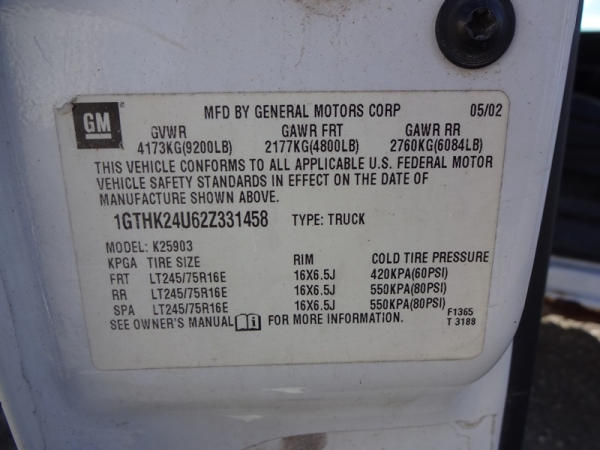 GM
MFD BY GENERAL MOTORS CORP 05/02
GVWR GAWR FRT GAWR RR
4173KG(9200LB) 2177KG(4800LB) 2760KG(6084LB)
THIS VEHICLE CONFORMS TO ALL APPLICABLE U.S. FEDERAL MOTOR
VEHICLE SAFETY STANDARDS IN EFFECT ON THE DATE OF
MANUFACTURE SHOWN ABOVE.
1GTHK24U62Z331458 TYPE: TRUCK
MODEL: K25903
KPGA TIRE SIZE RIM COLD TIRE PRESSURE
FRT LT245/75R16E 16X6.5J 420KPA(60PSI)
RR LT245/75R16E 16X6.5J 550KPA(80PSI)
SPA LT245/75R16E 16X6.5J 550KPA(80PSI)
SEE OWNER'S MANUAL FOR MORE INFORMATION.
F1365
T 3188